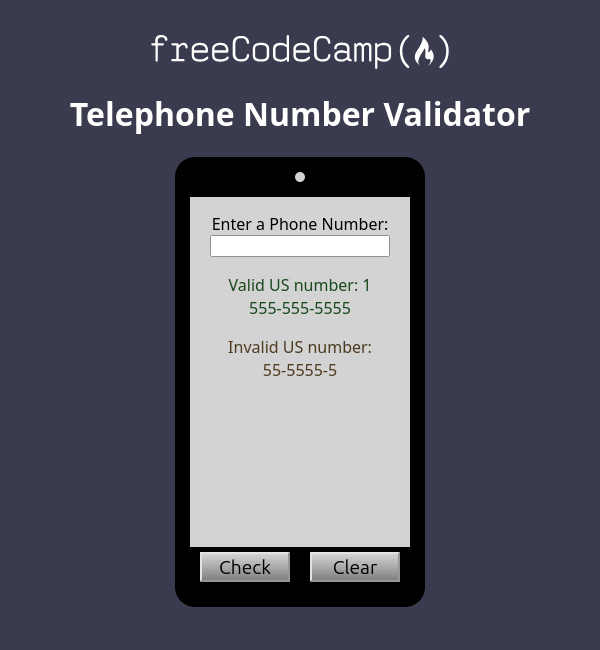 freeCodeCamp
Telephone Number Validator
Enter a Phone Number:
Valid US number: 1
555-555-5555
Invalid US number:
55-5555-5
Check
Clear